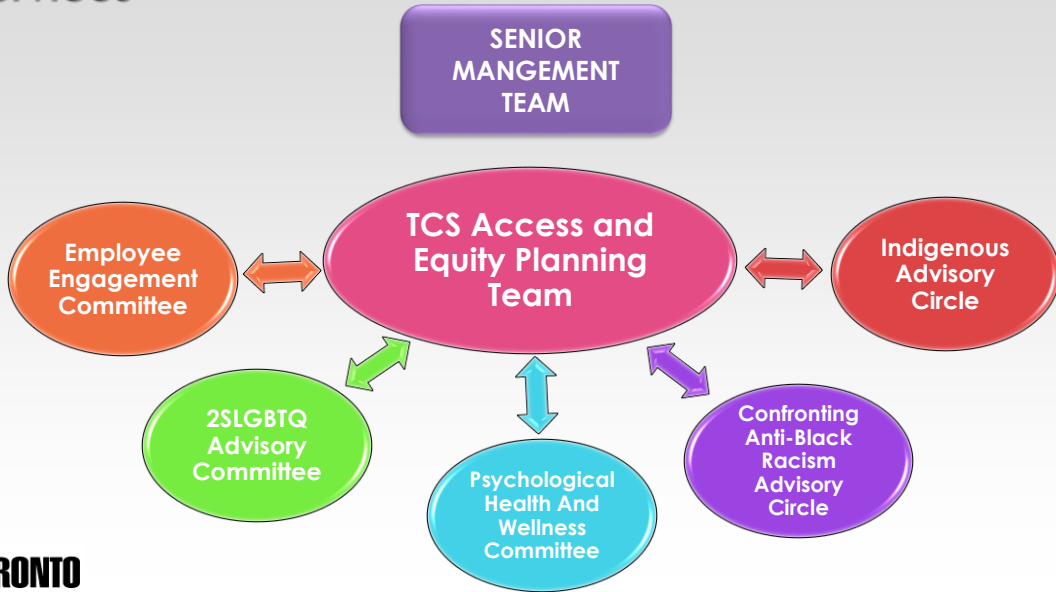 SENIOR
MANGEMENT
TEAM
TCS Access and
Equity Planning
Team
Employee
Engagement
Committee
Indigenous
Advisory
Circle
2SLGBTQ
Advisory
Committee
Psychological
Health And
Wellness
Committee
Confronting
Anti-Black
Racism
Advisory
Circle
RONTO